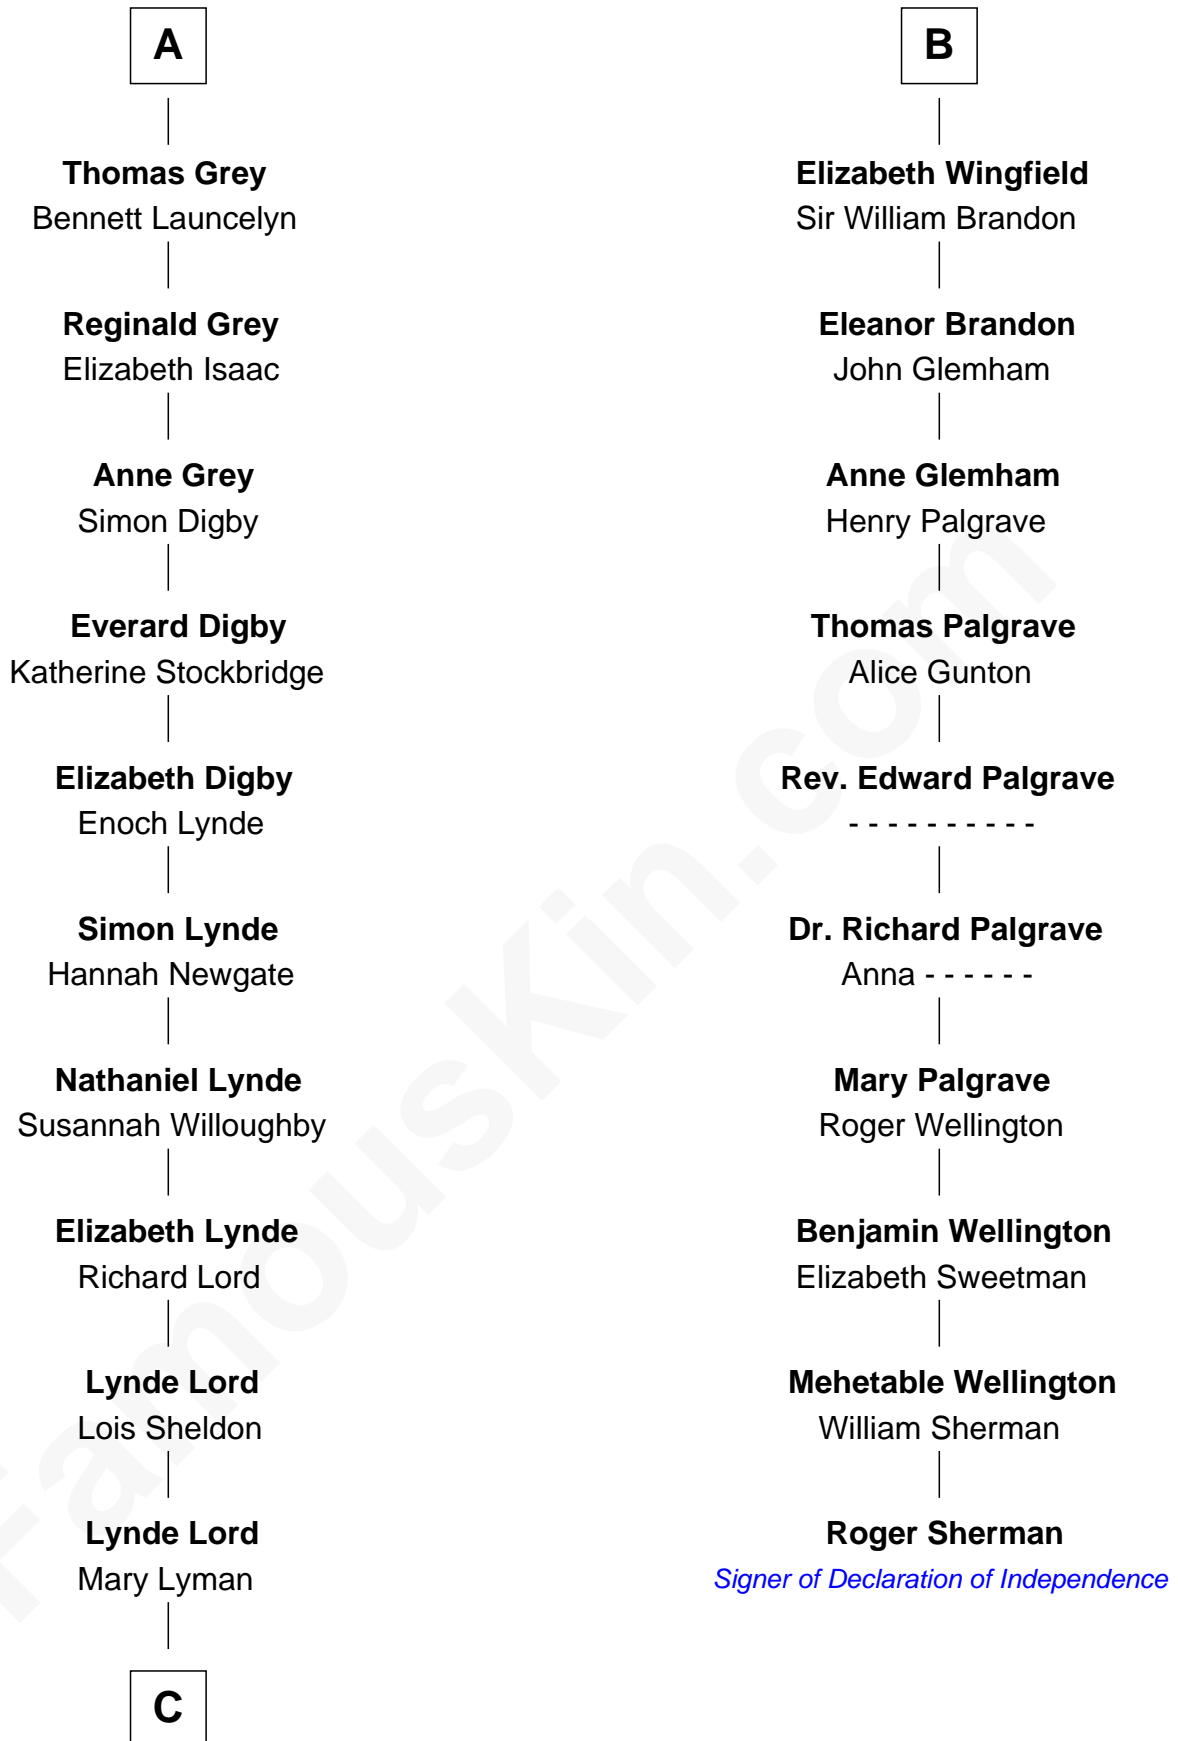 A
Thomas Grey
Bennett Launcelyn
Reginald Grey
Elizabeth Isaac
Anne Grey
Simon Digby
Everard Digby
Katherine Stockbridge
Elizabeth Digby
Enoch Lynde
Simon Lynde
Hannah Newgate
Nathaniel Lynde
Susannah Willoughby
Elizabeth Lynde
Richard Lord
Lynde Lord
Lois Sheldon
Lynde Lord
Mary Lyman
C
B
Elizabeth Wingfield
Sir William Brandon
Eleanor Brandon
John Glemham
Anne Glemham
Henry Palgrave
Thomas Palgrave
Alice Gunton
Rev. Edward Palgrave
- - - - - - - - - -
Dr. Richard Palgrave
Anna - - - - - -
Mary Palgrave
Roger Wellington
Benjamin Wellington
Elizabeth Sweetman
Mehetable Wellington
William Sherman
Roger Sherman
Signer of Declaration of Independence
FamousKin.com